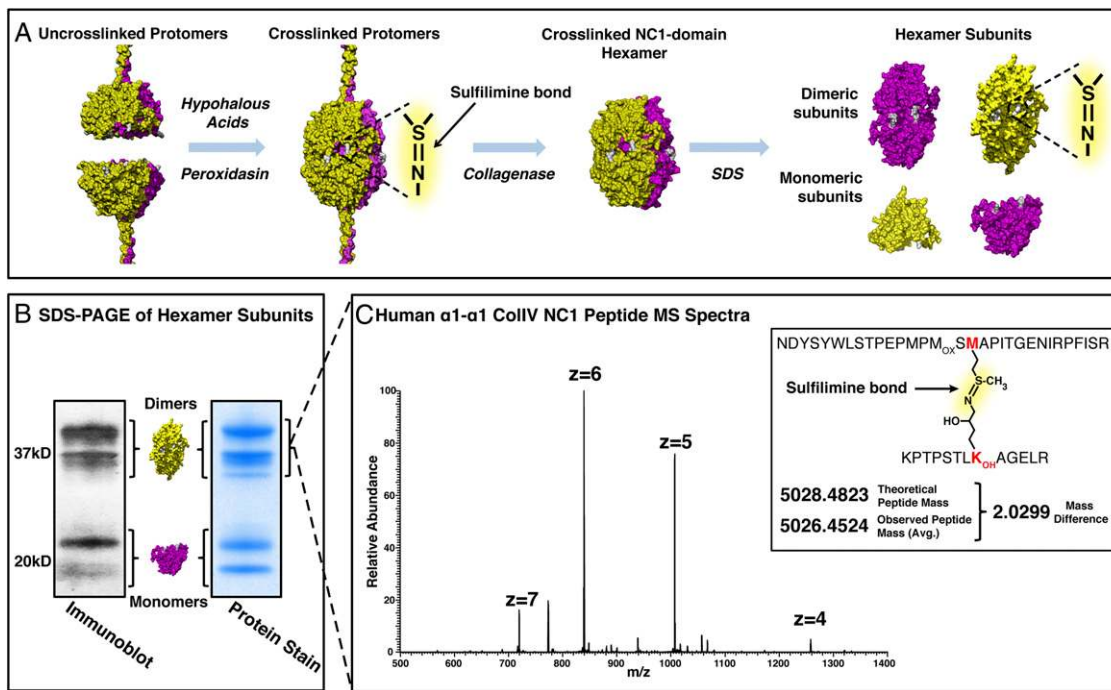 A
Uncrosslinked Protomers
Crosslinked Protomers
Crosslinked NC1-domain
Hexamer
Hexamer Subunits
Hypohalous
Acids
Peroxidasin
Sulfilimine bond
S
N
Collagenase
SDS
Dimeric
subunits
Monomeric
subunits
S
N
B SDS-PAGE of Hexamer Subunits
37kD
20kD
Dimers
Monomers
Immunoblot
Protein Stain
C Human α1-α1 ColIV NC1 Peptide MS Spectra
Relative Abundance
100
80
60
40
20
0
z=7
z=6
z=5
z=4
500 600 700 800 900 1000 1100 1200 1300 1400
m/z
NDYSYWLSTPEPMPMOXSMAPITGENIRPFISR
Sulfilimine bond
S-CH3
N
HO
KPTPSTLKOHAGELR
5028.4823 Theoretical
Peptide Mass
5026.4524 Observed Peptide
Mass (Avg.)
2.0299 Mass
Difference